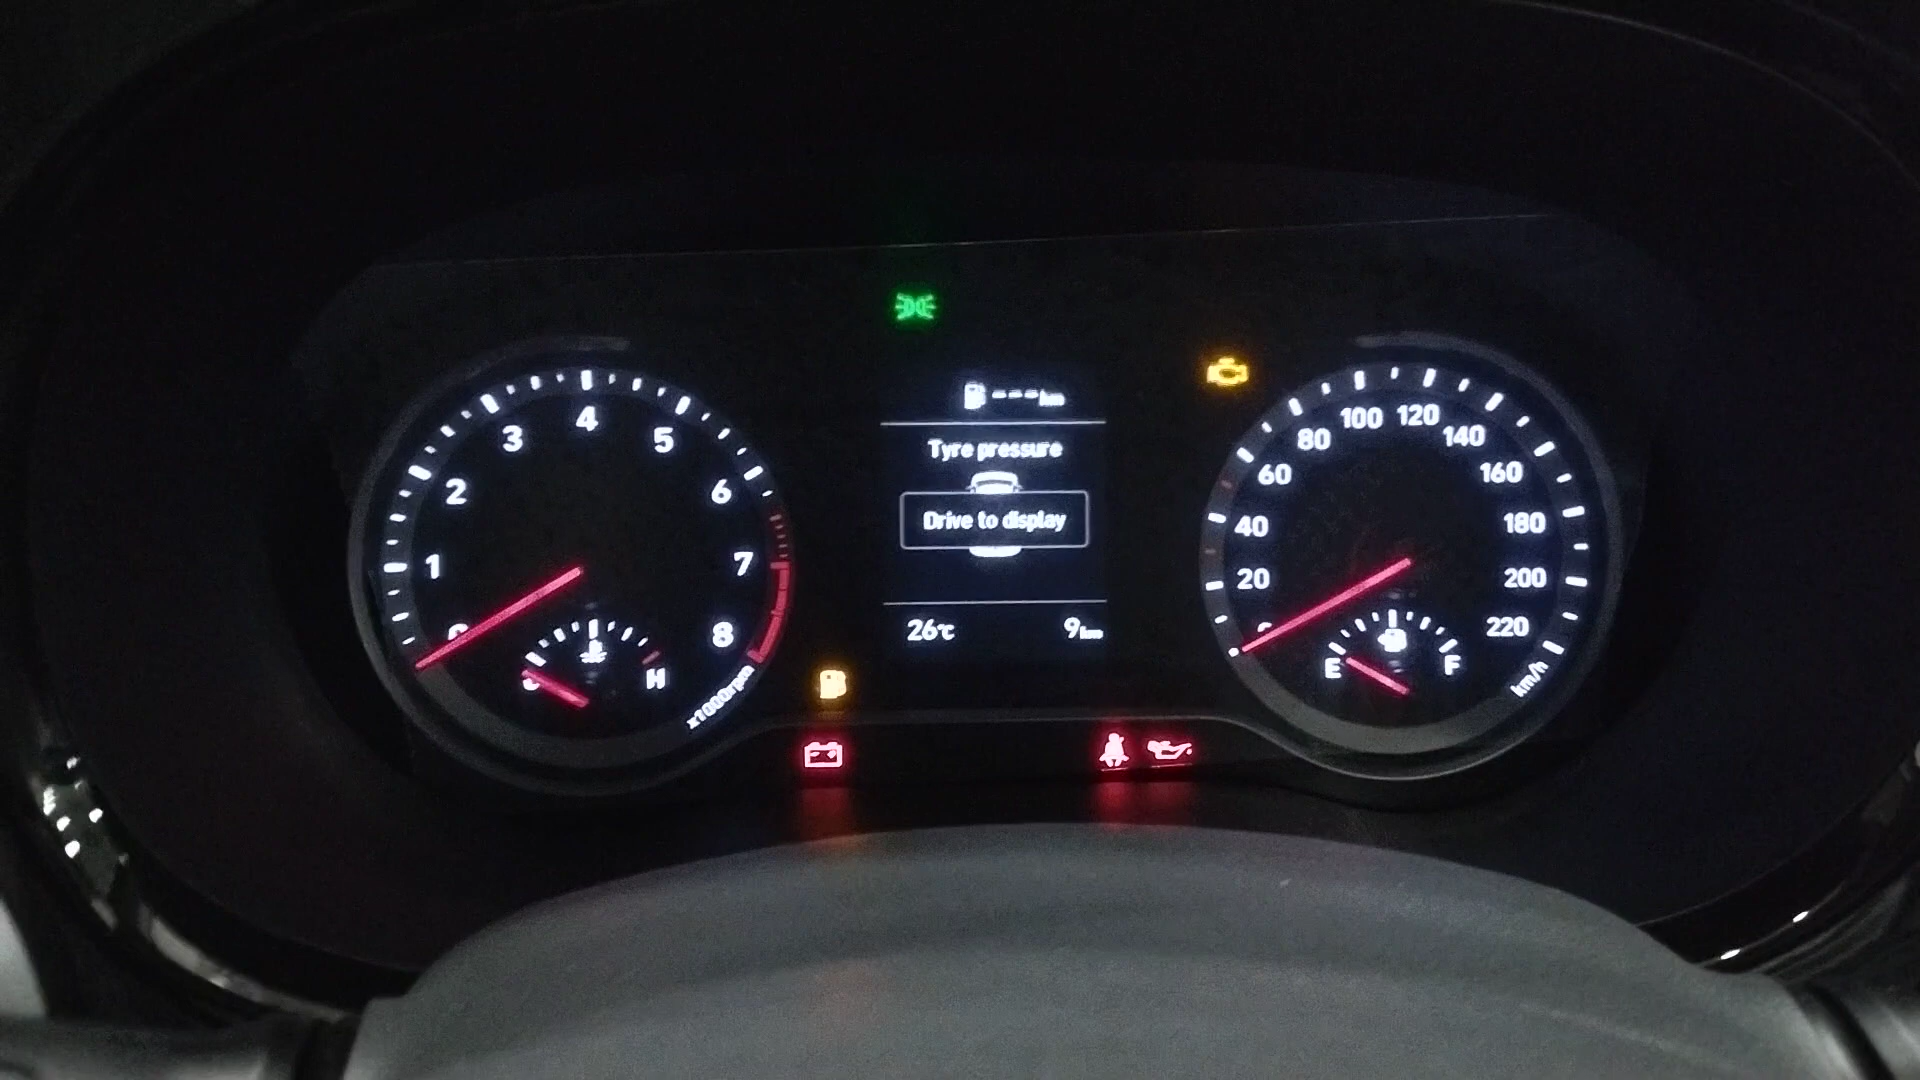 --- km
Tyre pressure
Drive to display
26°C 9km
0 1 2 3 4 5 6 7 8
x1000rpm
H
20 40 60 80 100 120 140 160 180 200 220
km/h
E F